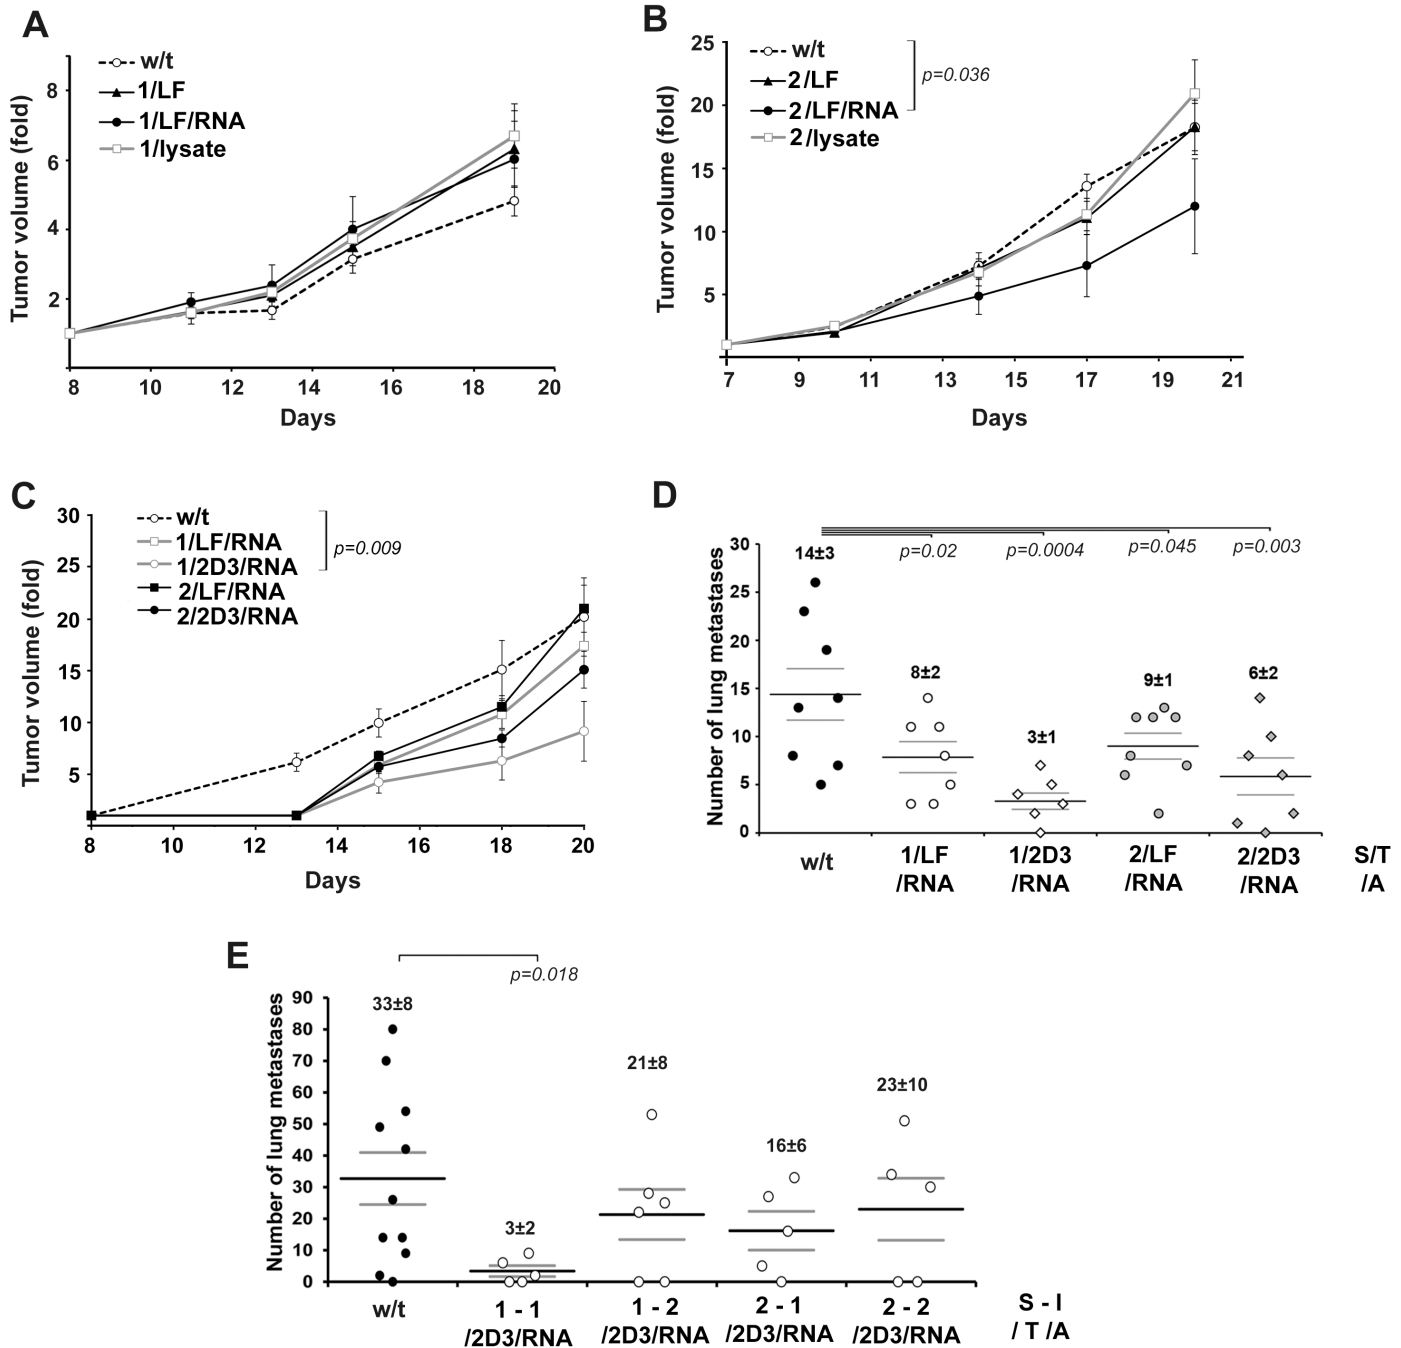 A
w/t
1/LF
1/LF/RNA
1/lysate
Tumor volume (fold)
8
6
4
2
8 10 12 14 16 18 20
Days
B
w/t
2/LF
2/LF/RNA
2/lysate
p=0.036
Tumor volume (fold)
25
20
15
10
5
7 9 11 13 15 17 19 21
Days
C
w/t
1/LF/RNA
1/2D3/RNA
2/LF/RNA
2/2D3/RNA
p=0.009
Tumor volume (fold)
30
25
20
15
10
5
8 10 12 14 16 18 20
Days
D
p=0.02 p=0.0004 p=0.045 p=0.003
14±3
8±2
3±1
9±1
6±2
Number of lung metastases
30
25
20
15
10
5
0
w/t 1/LF 1/2D3 2/LF 2/2D3 S/T
/RNA /RNA /RNA /RNA /A
E
p=0.018
33±8
3±2
21±8
16±6
23±10
Number of lung metastases
90
80
70
60
50
40
30
20
10
0
w/t 1 - 1 1 - 2 2 - 1 2 - 2 S - I
/2D3/RNA /2D3/RNA /2D3/RNA /2D3/RNA / T /A